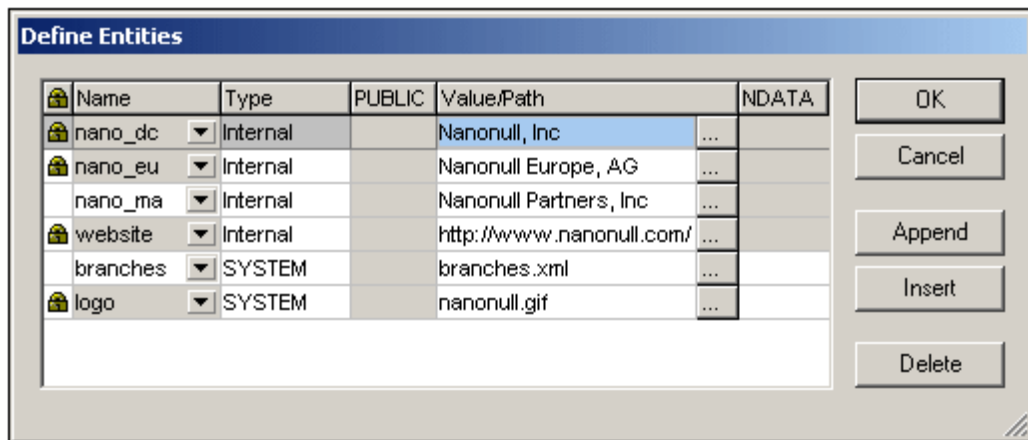 Define Entities
Name Type PUBLIC Value/Path NDATA
nano_dc Internal Nanonull, Inc ...
nano_eu Internal Nanonull Europe, AG ...
nano_ma Internal Nanonull Partners, Inc ...
website Internal http://www.nanonull.com/ ...
branches SYSTEM branches.xml ...
logo SYSTEM nanonull.gif ...
OK
Cancel
Append
Insert
Delete